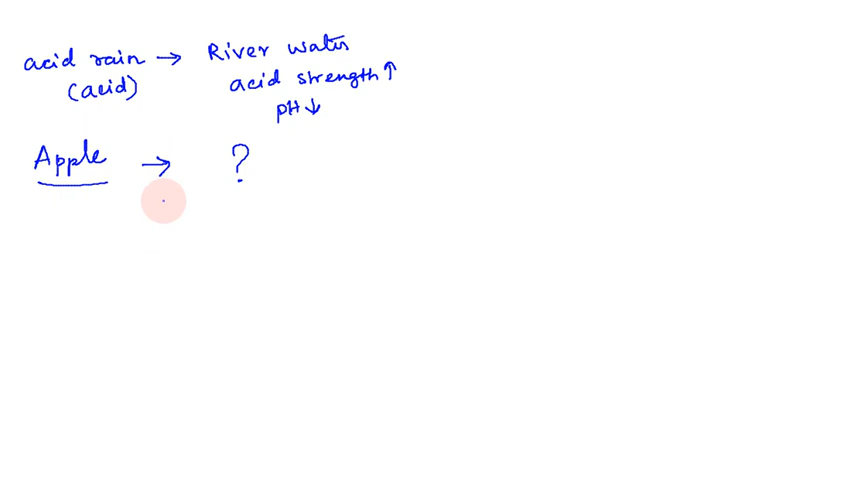 acid rain → River water
(acid) acid strength ↑
pH ↓
Apple → ?